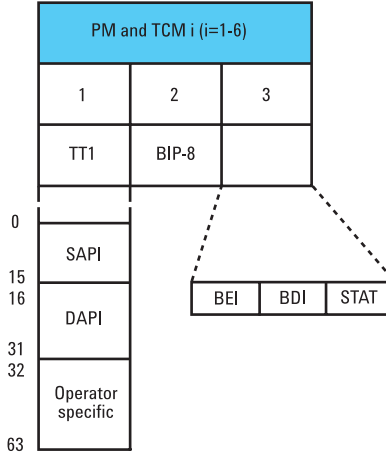 PM and TCM i (i=1-6)
1 2 3
TT1 BIP-8
0
SAPI
15
16
DAPI
31
32
Operator
specific
63
BEI BDI STAT